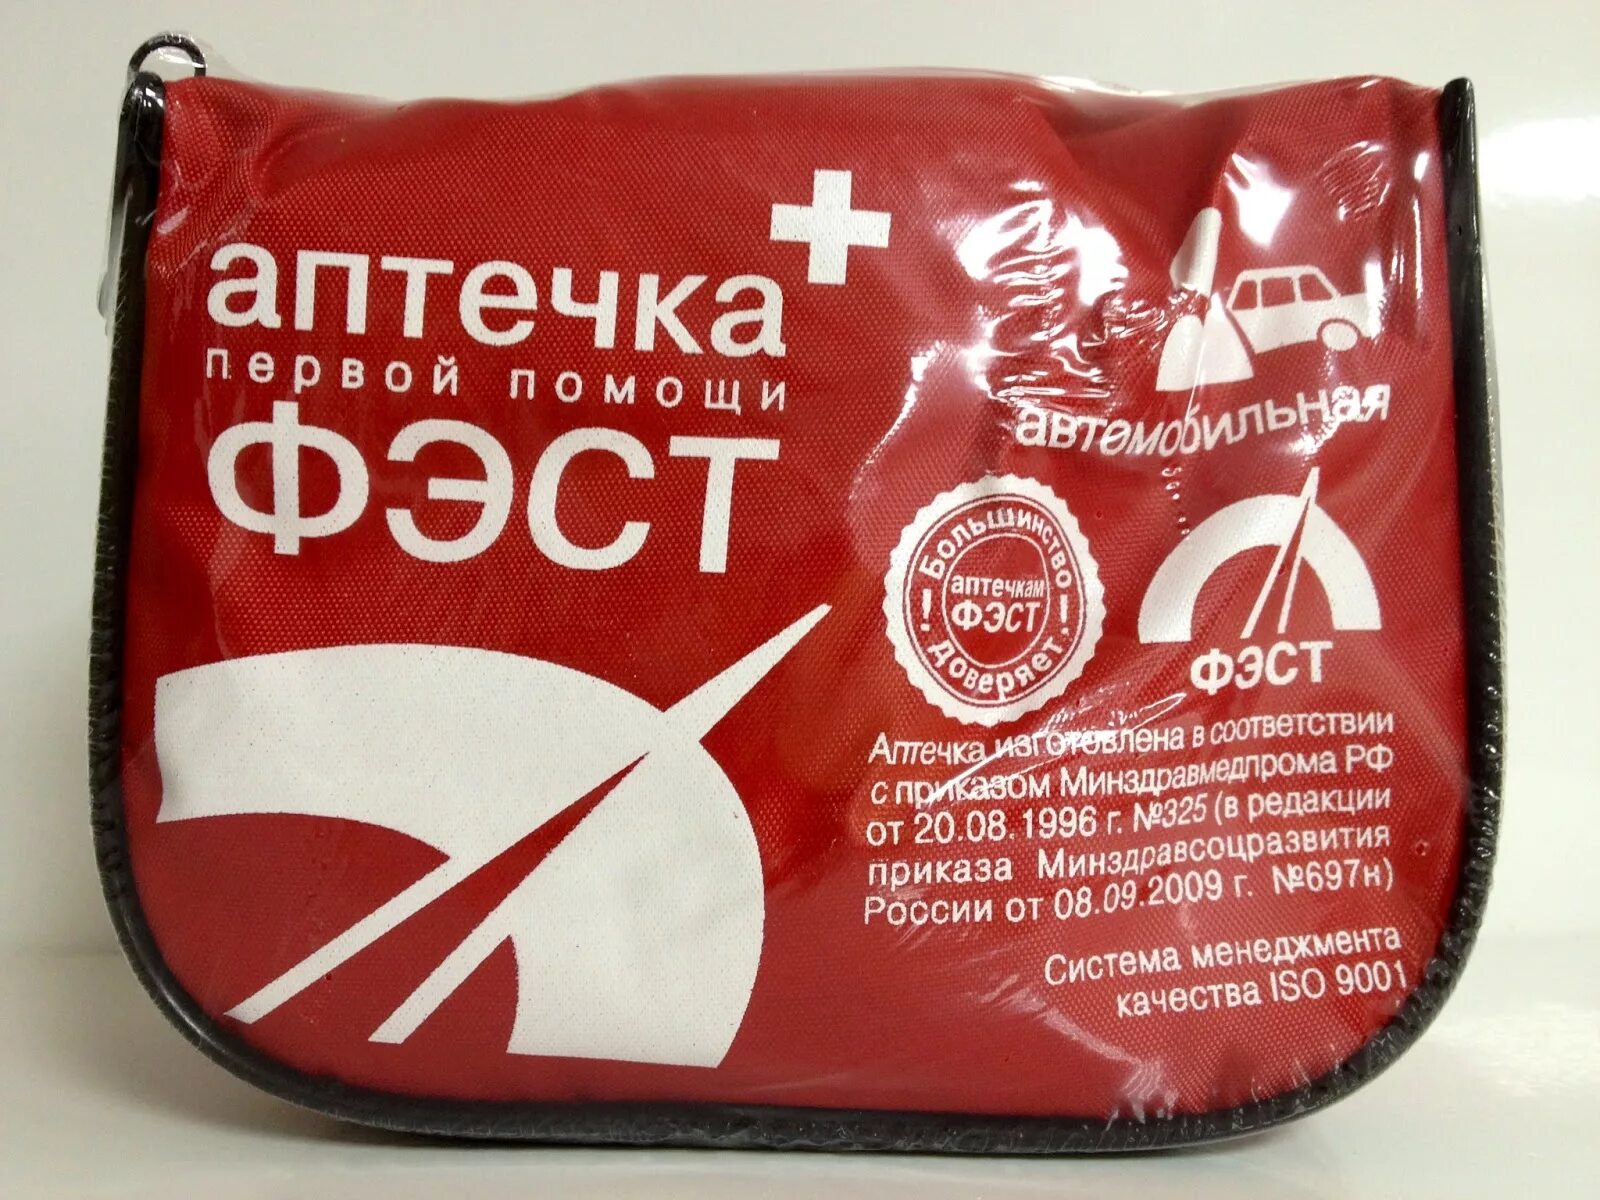 аптечка
первой помощи
ФЭСТ
автомобильная
Большинство
аптечкам
ФЭСТ
! доверяет !
ФЭСТ
Аптечка изготовлена в соответствии
с приказом Минздравмедпрома РФ
от 20.08.1996 г. №325 (в редакции
приказа Минздравсоцразвития
России от 08.09.2009 г. №697н)
Система менеджмента
качества ISO 9001